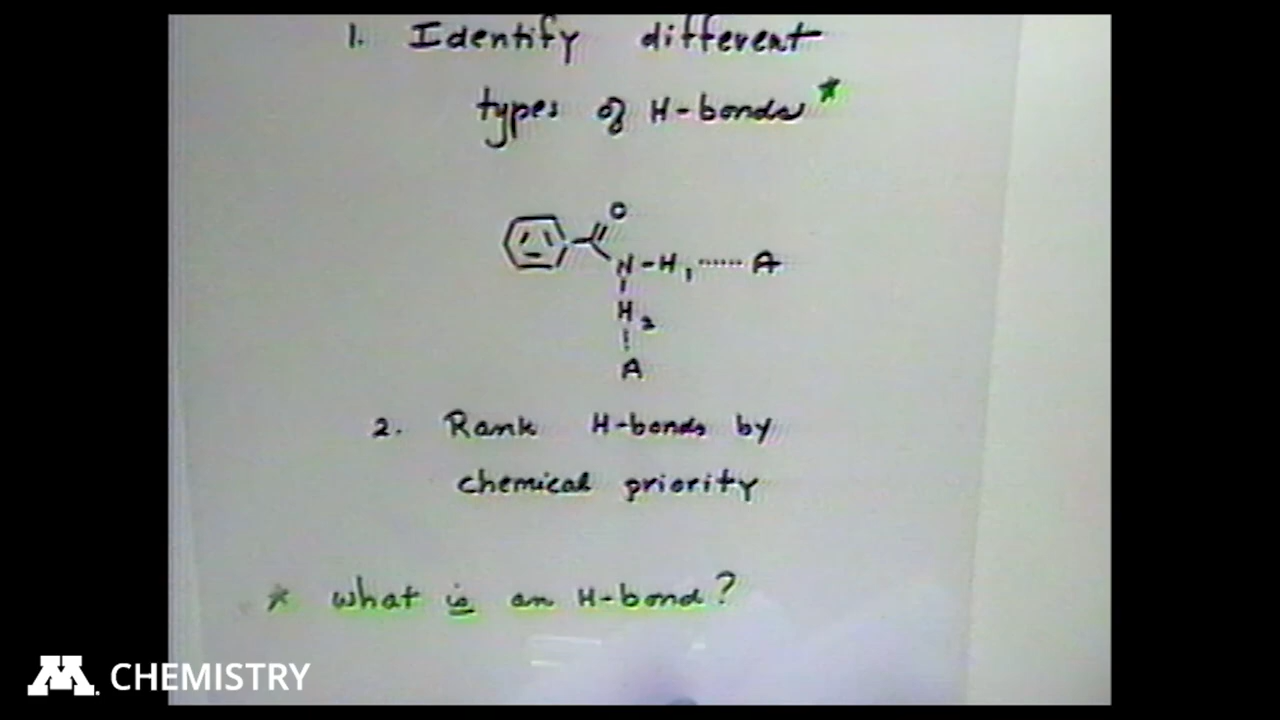 1. Identify different
types of H-bonds*
O
N-H1 ······ A
H2
A
2. Rank H-bonds by
chemical priority
* What is an H-bond?
M. CHEMISTRY